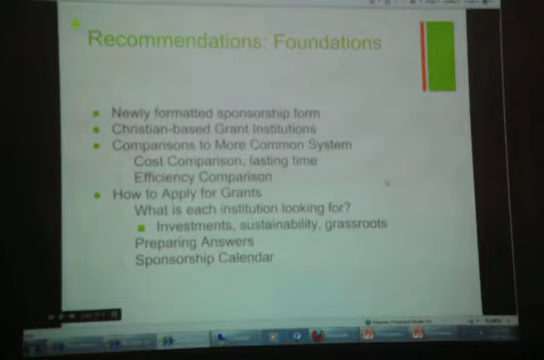 Recommendations: Foundations
Newly formatted sponsorship form
Christian-based Grant Institutions
Comparisons to More Common System
Cost Comparison, lasting time
Efficiency Comparison
How to Apply for Grants
What is each institution looking for?
Investments, sustainability, grassroots
Preparing Answers
Sponsorship Calendar